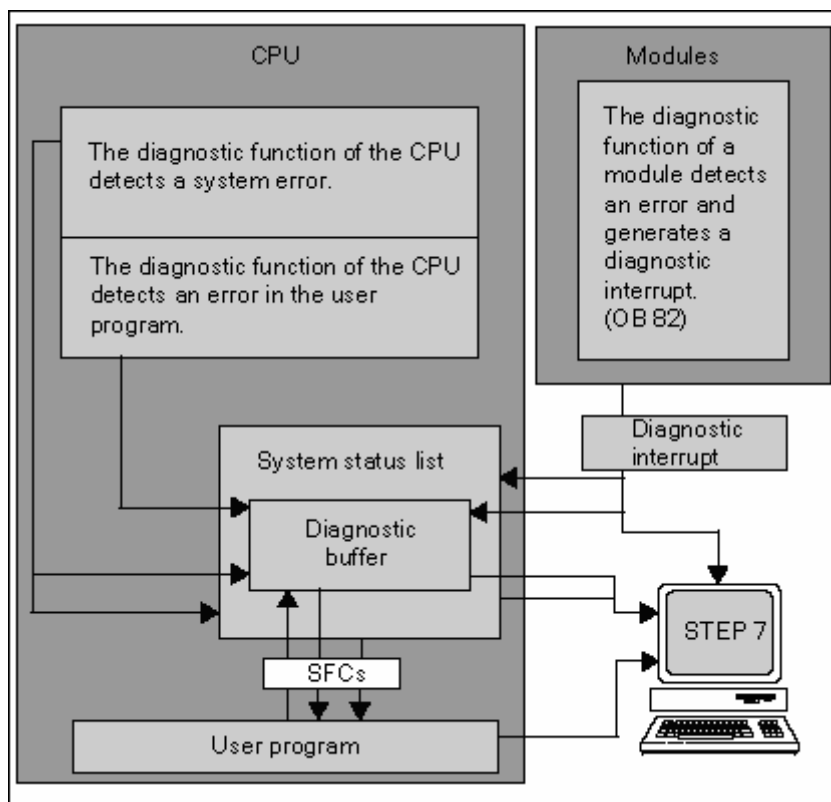 CPU
The diagnostic function of the CPU
detects a system error.
The diagnostic function of the CPU
detects an error in the user
program.
Modules
The diagnostic
function of a
module detects
an error and
generates a
diagnostic
interrupt.
(OB 82)
Diagnostic
interrupt
System status list
Diagnostic
buffer
STEP 7
SFCs
User program